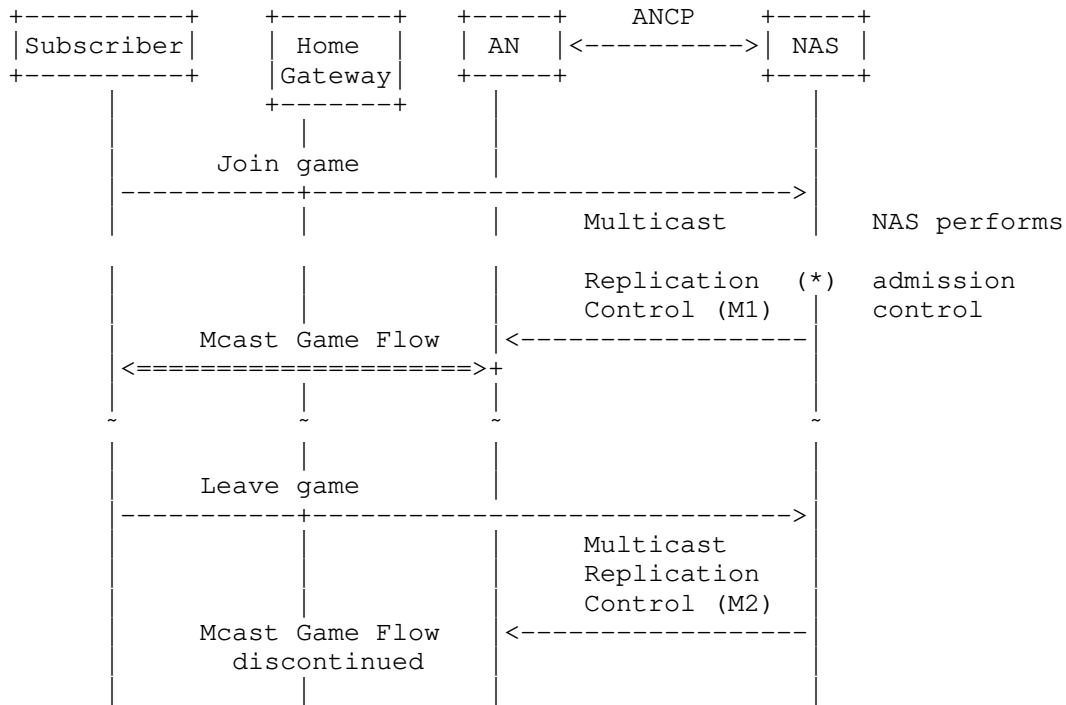 +----------+    +-------+   +-----+    ANCP    +-----+
|Subscriber|    | Home  |   | AN  |<---------->| NAS |
+----------+    |Gateway|   +-----+            +-----+
      |         +-------+      |                   |
      |           |            |                   |
      |      Join game         |                   |
      |-----------+------------------------------>|
      |           |            |     Multicast     |   NAS performs
      |           |            |     Replication  (*)  admission
      |           |            |     Control (M1)  |   control
      |     Mcast Game Flow    |<------------------|
      |<=====================>+                    |
      |           |            |                   |
      ~           ~            ~                   ~
      |           |            |                   |
      |     Leave game         |                   |
      |-----------+------------------------------>|
      |           |            |     Multicast     |
      |           |            |     Replication   |
      |           |            |     Control (M2)  |
      |     Mcast Game Flow    |<------------------|
      |       discontinued     |                   |
      |           |            |                   |